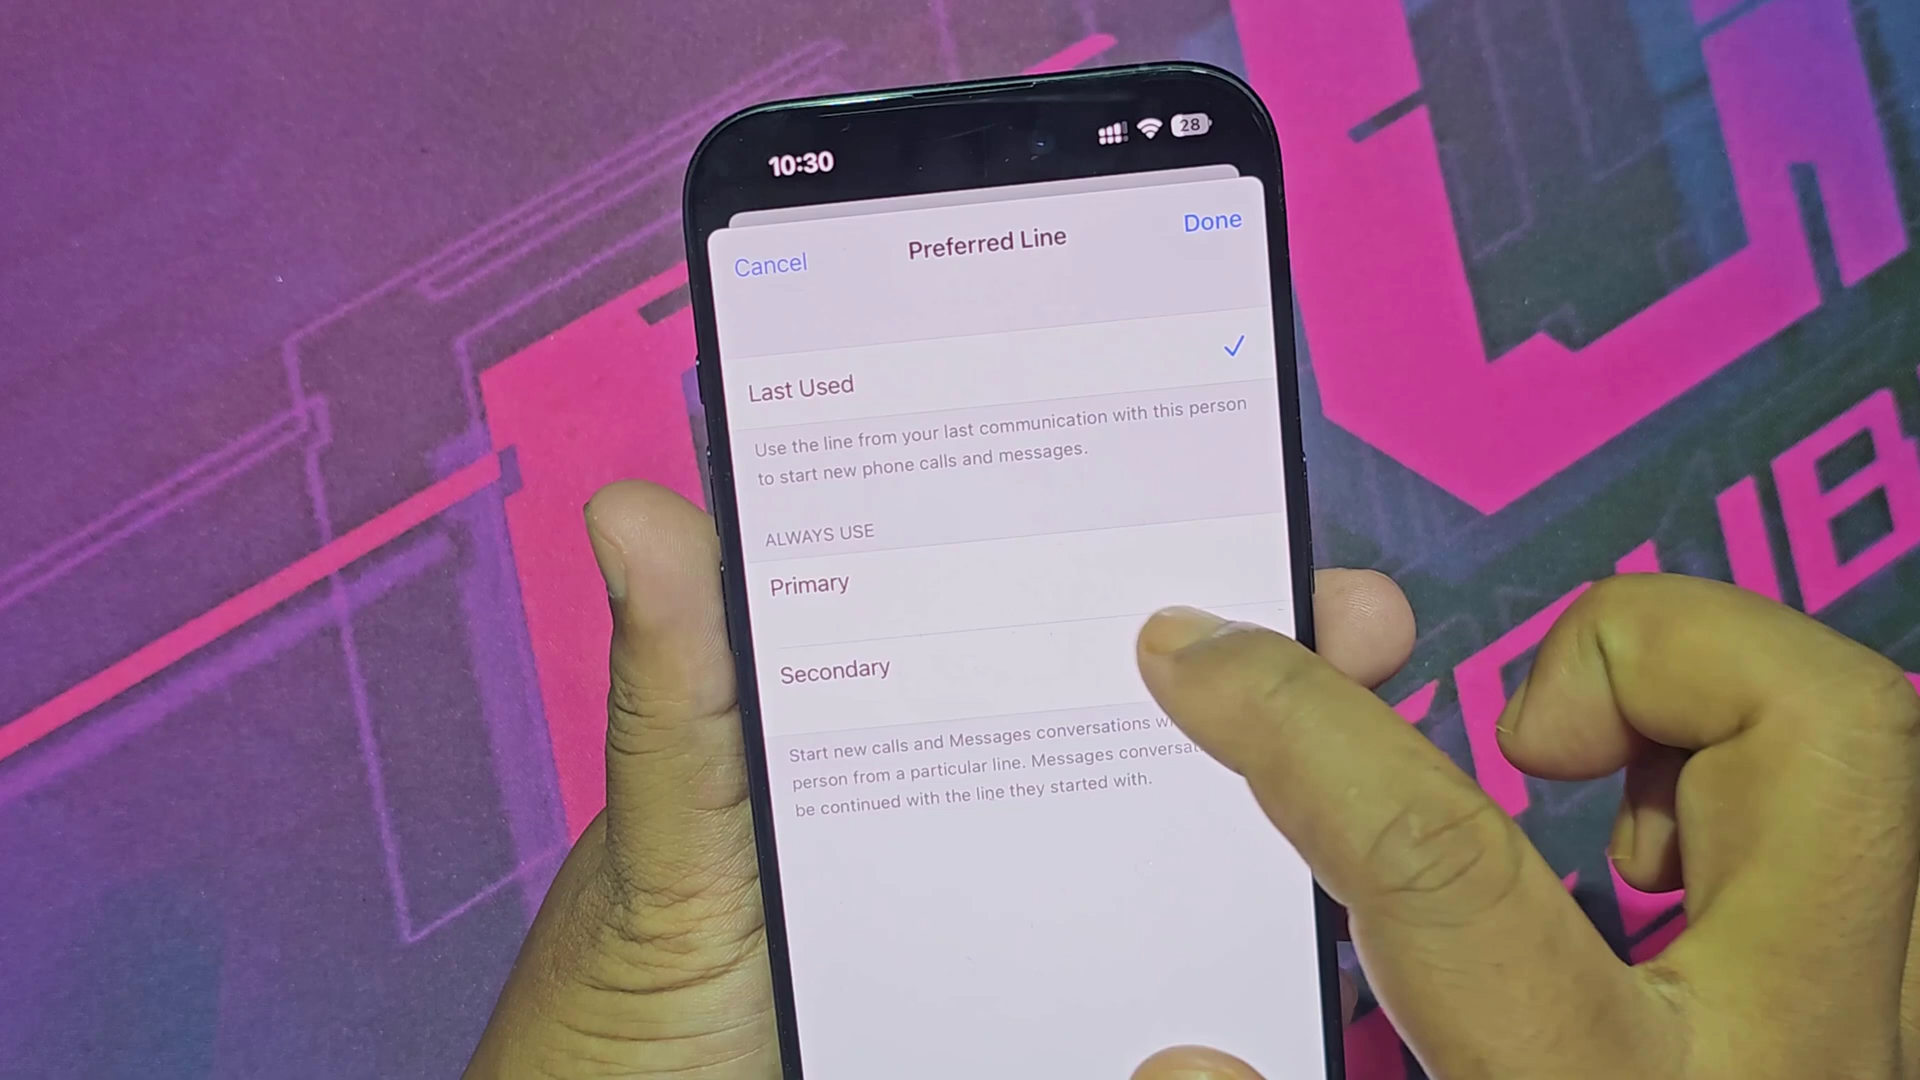 10:30
28
Cancel
Preferred Line
Done
Last Used
Use the line from your last communication with this person
to start new phone calls and messages.
ALWAYS USE
Primary
Secondary
Start new calls and Messages conversations
person from a particular line. Messages
be continued with the line they started with.